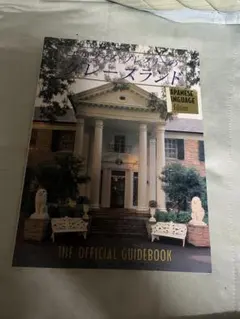 グレースランド
JAPANESE
LANGUAGE
THE OFFICIAL GUIDEBOOK